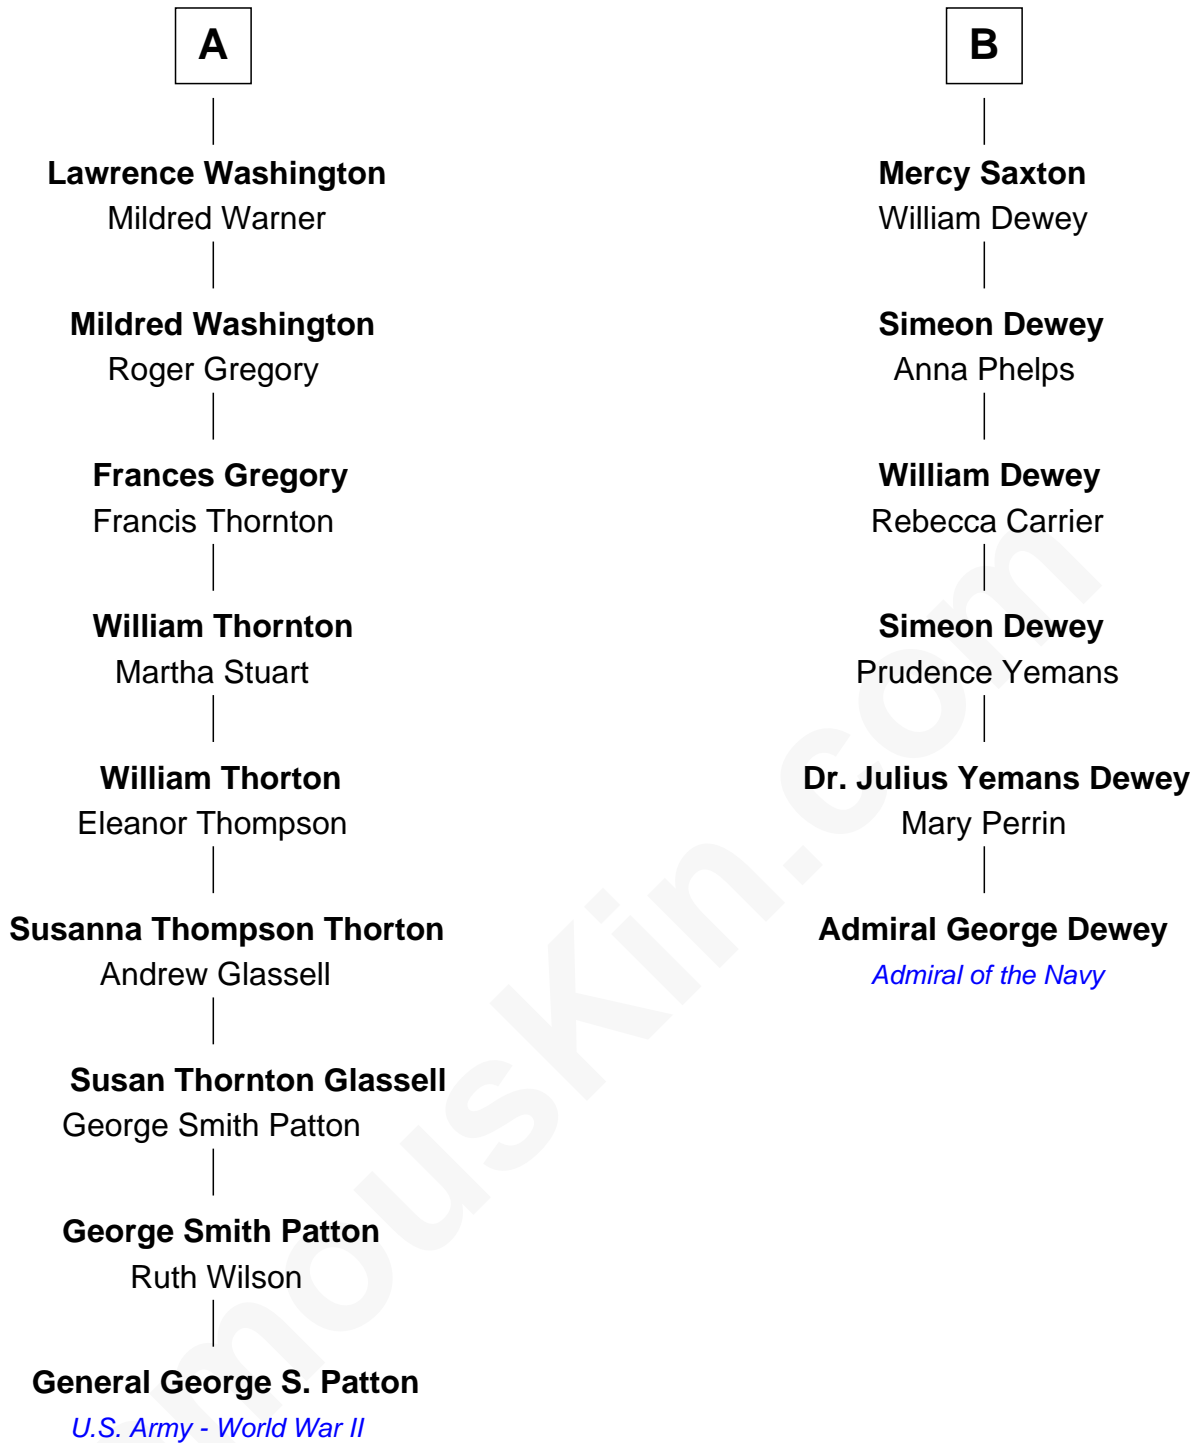 A
Lawrence Washington
Mildred Warner
Mildred Washington
Roger Gregory
Frances Gregory
Francis Thornton
William Thornton
Martha Stuart
William Thorton
Eleanor Thompson
Susanna Thompson Thorton
Andrew Glassell
Susan Thornton Glassell
George Smith Patton
George Smith Patton
Ruth Wilson
General George S. Patton
U.S. Army - World War II
B
Mercy Saxton
William Dewey
Simeon Dewey
Anna Phelps
William Dewey
Rebecca Carrier
Simeon Dewey
Prudence Yemans
Dr. Julius Yemans Dewey
Mary Perrin
Admiral George Dewey
Admiral of the Navy
mousKin.com